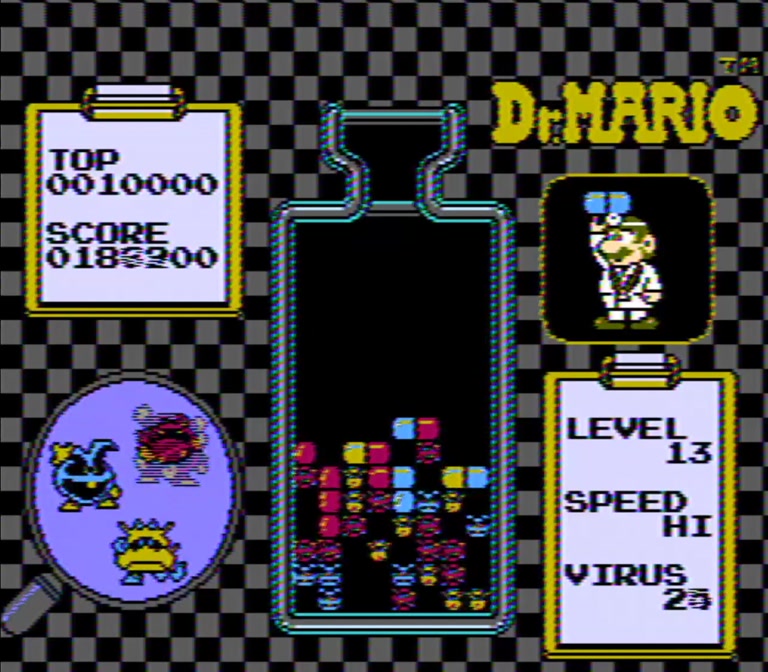 TM
Dr. MARIO
TOP
0010000
SCORE
LEVEL
13
SPEED
HI
VIRUS